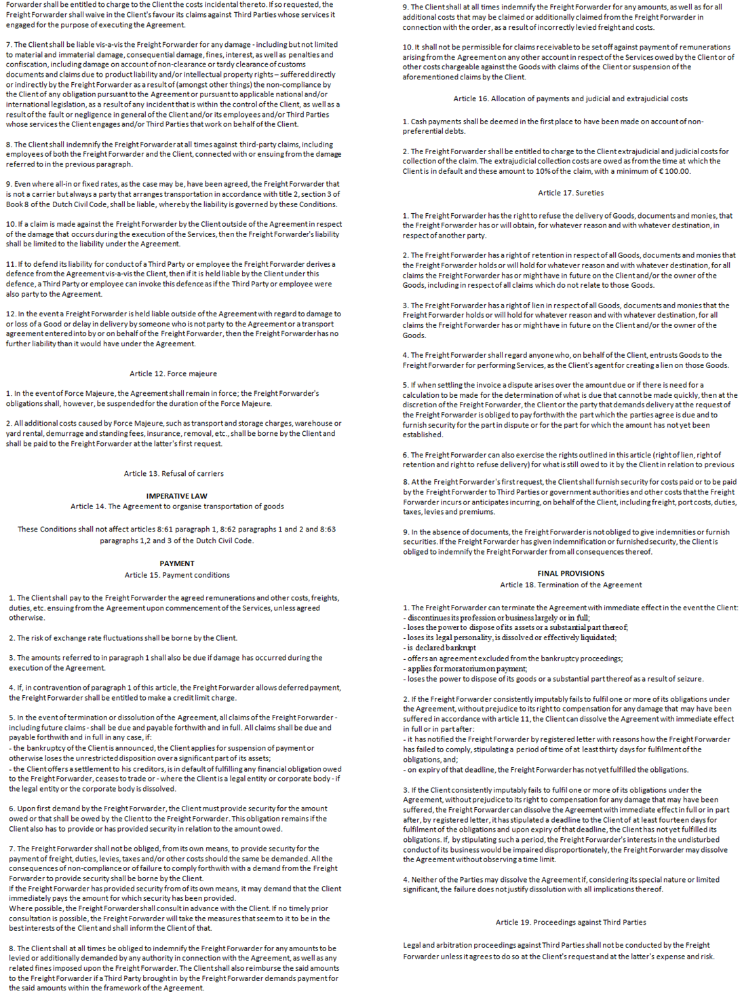 Forwarder shall be entitled to charge to the Client the costs incidental thereto. If so requested, the
Freight Forwarder shall waive in the Client's favour its claims against Third Parties whose services it
engaged for the purpose of executing the Agreement.
7. The Client shall be liable vis-a-vis the Freight Forwarder for any damage - including but not limited
to material and immaterial damage, consequential damage, fines, interest, as well as penalties and
confiscation, including damage on account of non-clearance or tardy clearance of customs
documents and claims due to product liability and/or intellectual property rights – suffered directly
or indirectly by the Freight Forwarder as a result of (amongst other things) the non-compliance by
the Client of any obligation pursuant to the Agreement or pursuant to applicable national and/or
international legislation, as a result of any incident that is within the control of the Client, as well as a
result of the fault or negligence in general of the Client and/or its employees and/or Third Parties
whose services the Client engages and/or Third Parties that work on behalf of the Client.
8. The Client shall indemnify the Freight Forwarder at all times against third-party claims, including
employees of both the Freight Forwarder and the Client, connected with or ensuing from the damage
referred to in the previous paragraph.
9. Even where all-in or fixed rates, as the case may be, have been agreed, the Freight Forwarder that
is not a carrier but always a party that arranges transportation in accordance with title 2, section 3 of
Book 8 of the Dutch Civil Code, shall be liable, whereby the liability is governed by these Conditions.
10. If a claim is made against the Freight Forwarder by the Client outside of the Agreement in respect
of the damage that occurs during the execution of the Services, then the Freight Forwarder's liability
shall be limited to the liability under the Agreement.
11. If to defend its liability for conduct of a Third Party or employee the Freight Forwarder derives a
defence from the Agreement vis-a-vis the Client, then if it is held liable by the Client under this
defence, a Third Party or employee can invoke this defence as if the Third Party or employee were
also party to the Agreement.
12. In the event a Freight Forwarder is held liable outside of the Agreement with regard to damage to
or loss of a Good or delay in delivery by someone who is not party to the Agreement or a transport
agreement entered into by or on behalf of the Freight Forwarder, then the Freight Forwarder has no
further liability than it would have under the Agreement.
Article 12. Force majeure
1. In the event of Force Majeure, the Agreement shall remain in force; the Freight Forwarder's
obligations shall, however, be suspended for the duration of the Force Majeure.
2. All additional costs caused by Force Majeure, such as transport and storage charges, warehouse or
yard rental, demurrage and standing fees, insurance, removal, etc., shall be borne by the Client and
shall be paid to the Freight Forwarder at the latter's first request.
Article 13. Refusal of carriers
IMPERATIVE LAW
Article 14. The Agreement to organise transportation of goods
These Conditions shall not affect articles 8:61 paragraph 1, 8:62 paragraphs 1 and 2 and 8:63
paragraphs 1,2 and 3 of the Dutch Civil Code.
PAYMENT
Article 15. Payment conditions
1. The Client shall pay to the Freight Forwarder the agreed remunerations and other costs, freights,
duties, etc. ensuing from the Agreement upon commencement of the Services, unless agreed
otherwise.
2. The risk of exchange rate fluctuations shall be borne by the Client.
3. The amounts referred to in paragraph 1 shall also be due if damage has occurred during the
execution of the Agreement.
4. If, in contravention of paragraph 1 of this article, the Freight Forwarder allows deferred payment,
the Freight Forwarder shall be entitled to make a credit limit charge.
5. In the event of termination or dissolution of the Agreement, all claims of the Freight Forwarder -
including future claims - shall be due and payable forthwith and in full. All claims shall be due and
payable forthwith and in full in any case, if:
- the bankruptcy of the Client is announced, the Client applies for suspension of payment or
otherwise loses the unrestricted disposition over a significant part of its assets;
- the Client offers a settlement to his creditors, is in default of fulfilling any financial obligation owed
to the Freight Forwarder, ceases to trade or - where the Client is a legal entity or corporate body - if
the legal entity or the corporate body is dissolved.
6. Upon first demand by the Freight Forwarder, the Client must provide security for the amount
owed or that shall be owed by the Client to the Freight Forwarder. This obligation remains if the
Client also has to provide or has provided security in relation to the amount owed.
7. The Freight Forwarder shall not be obliged, from its own means, to provide security for the
payment of freight, duties, levies, taxes and/or other costs should the same be demanded. All the
consequences of non-compliance or of failure to comply forthwith with a demand from the Freight
Forwarder to provide security shall be borne by the Client.
If the Freight Forwarder has provided security from of its own means, it may demand that the Client
immediately pays the amount for which security has been provided.
Where possible, the Freight Forwarder shall consult in advance with the Client. If no timely prior
consultation is possible, the Freight Forwarder will take the measures that seem to it to be in the
best interests of the Client and shall inform the Client of that.
8. The Client shall at all times be obliged to indemnify the Freight Forwarder for any amounts to be
levied or additionally demanded by any authority in connection with the Agreement, as well as any
related fines imposed upon the Freight Forwarder. The Client shall also reimburse the said amounts
to the Freight Forwarder if a Third Party brought in by the Freight Forwarder demands payment for
the said amounts within the framework of the Agreement.
9. The Client shall at all times indemnify the Freight Forwarder for any amounts, as well as for all
additional costs that may be claimed or additionally claimed from the Freight Forwarder in
connection with the order, as a result of incorrectly levied freight and costs.
10. It shall not be permissible for claims receivable to be set off against payment of remunerations
arising from the Agreement on any other account in respect of the Services owed by the Client or of
other costs chargeable against the Goods with claims of the Client or suspension of the
aforementioned claims by the Client.
Article 16. Allocation of payments and judicial and extrajudicial costs
1. Cash payments shall be deemed in the first place to have been made on account of non-
preferential debts.
2. The Freight Forwarder shall be entitled to charge to the Client extrajudicial and judicial costs for
collection of the claim. The extrajudicial collection costs are owed as from the time at which the
Client is in default and these amount to 10% of the claim, with a minimum of € 100.00.
Article 17. Sureties
1. The Freight Forwarder has the right to refuse the delivery of Goods, documents and monies, that
the Freight Forwarder has or will obtain, for whatever reason and with whatever destination, in
respect of another party.
2. The Freight Forwarder has a right of retention in respect of all Goods, documents and monies that
the Freight Forwarder holds or will hold for whatever reason and with whatever destination, for all
claims the Freight Forwarder has or might have in future on the Client and/or the owner of the
Goods, including in respect of all claims which do not relate to those Goods.
3. The Freight Forwarder has a right of lien in respect of all Goods, documents and monies that the
Freight Forwarder holds or will hold for whatever reason and with whatever destination, for all
claims the Freight Forwarder has or might have in future on the Client and/or the owner of the
Goods.
4. The Freight Forwarder shall regard anyone who, on behalf of the Client, entrusts Goods to the
Freight Forwarder for performing Services, as the Client's agent for creating a lien on those Goods.
5. If when settling the invoice a dispute arises over the amount due or if there is need for a
calculation to be made for the determination of what is due that cannot be made quickly, then at the
discretion of the Freight Forwarder, the Client or the party that demands delivery at the request of
the Freight Forwarder is obliged to pay forthwith the part which the parties agree is due and to
furnish security for the part in dispute or for the part for which the amount has not yet been
established.
6. The Freight Forwarder can also exercise the rights outlined in this article (right of lien, right of
retention and right to refuse delivery) for what is still owed to it by the Client in relation to previous
8. At the Freight Forwarder's first request, the Client shall furnish security for costs paid or to be paid
by the Freight Forwarder to Third Parties or government authorities and other costs that the Freight
Forwarder incurs or anticipates incurring, on behalf of the Client, including freight, port costs, duties,
taxes, levies and premiums.
9. In the absence of documents, the Freight Forwarder is not obliged to give indemnities or furnish
securities. If the Freight Forwarder has given indemnification or furnished security, the Client is
obliged to indemnify the Freight Forwarder from all consequences thereof.
FINAL PROVISIONS
Article 18. Termination of the Agreement
1. The Freight Forwarder can terminate the Agreement with immediate effect in the event the Client:
- discontinues its profession or business largely or in full;
- loses the power to dispose of its assets or a substantial part thereof;
- loses its legal personality, is dissolved or effectively liquidated;
- is declared bankrupt
- offers an agreement excluded from the bankruptcy proceedings;
- applies for moratorium on payment;
- loses the power to dispose of its goods or a substantial part thereof as a result of seizure.
2. If the Freight Forwarder consistently imputably fails to fulfil one or more of its obligations under
the Agreement, without prejudice to its right to compensation for any damage that may have been
suffered in accordance with article 11, the Client can dissolve the Agreement with immediate effect
in full or in part after:
- it has notified the Freight Forwarder by registered letter with reasons how the Freight Forwarder
has failed to comply, stipulating a period of time of at least thirty days for fulfilment of the
obligations, and;
- on expiry of that deadline, the Freight Forwarder has not yet fulfilled the obligations.
3. If the Client consistently imputably fails to fulfil one or more of its obligations under the
Agreement, without prejudice to its right to compensation for any damage that may have been
suffered, the Freight Forwarder can dissolve the Agreement with immediate effect in full or in part
after, by registered letter, it has stipulated a deadline to the Client of at least fourteen days for
fulfilment of the obligations and upon expiry of that deadline, the Client has not yet fulfilled its
obligations. If, by stipulating such a period, the Freight Forwarder's interests in the undisturbed
conduct of its business would be impaired disproportionately, the Freight Forwarder may dissolve
the Agreement without observing a time limit.
4. Neither of the Parties may dissolve the Agreement if, considering its special nature or limited
significant, the failure does not justify dissolution with all implications thereof.
Article 19. Proceedings against Third Parties
Legal and arbitration proceedings against Third Parties shall not be conducted by the Freight
Forwarder unless it agrees to do so at the Client's request and at the latter's expense and risk.